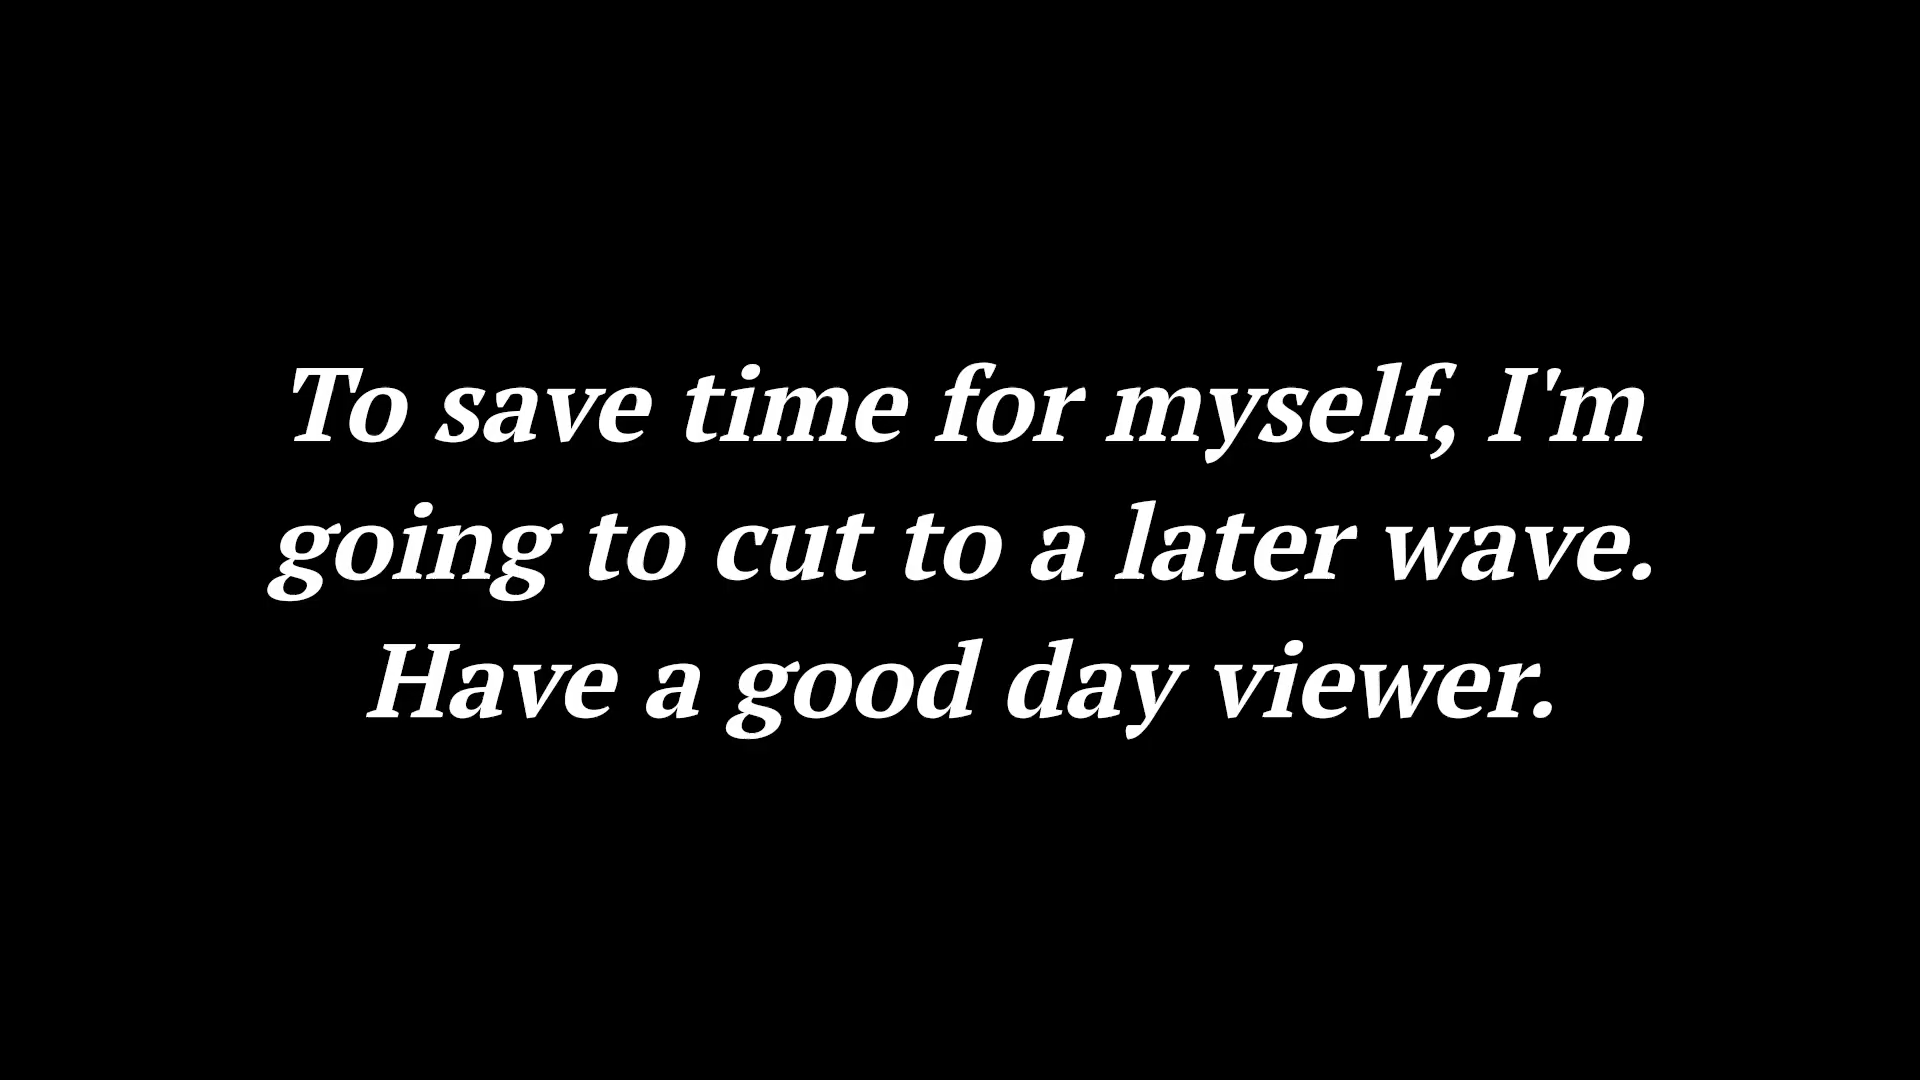 To save time for myself, I'm
going to cut to a later wave.
Have a good day viewer.